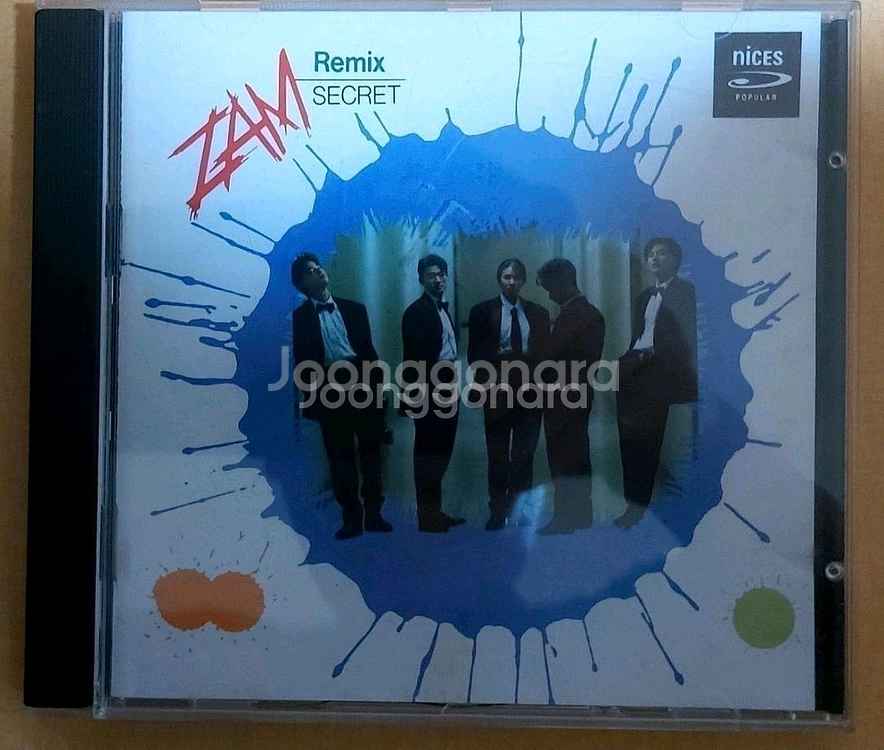 ZAM
Remix
SECRET
nices
POPULAR
Joonggonara
Joonggonara